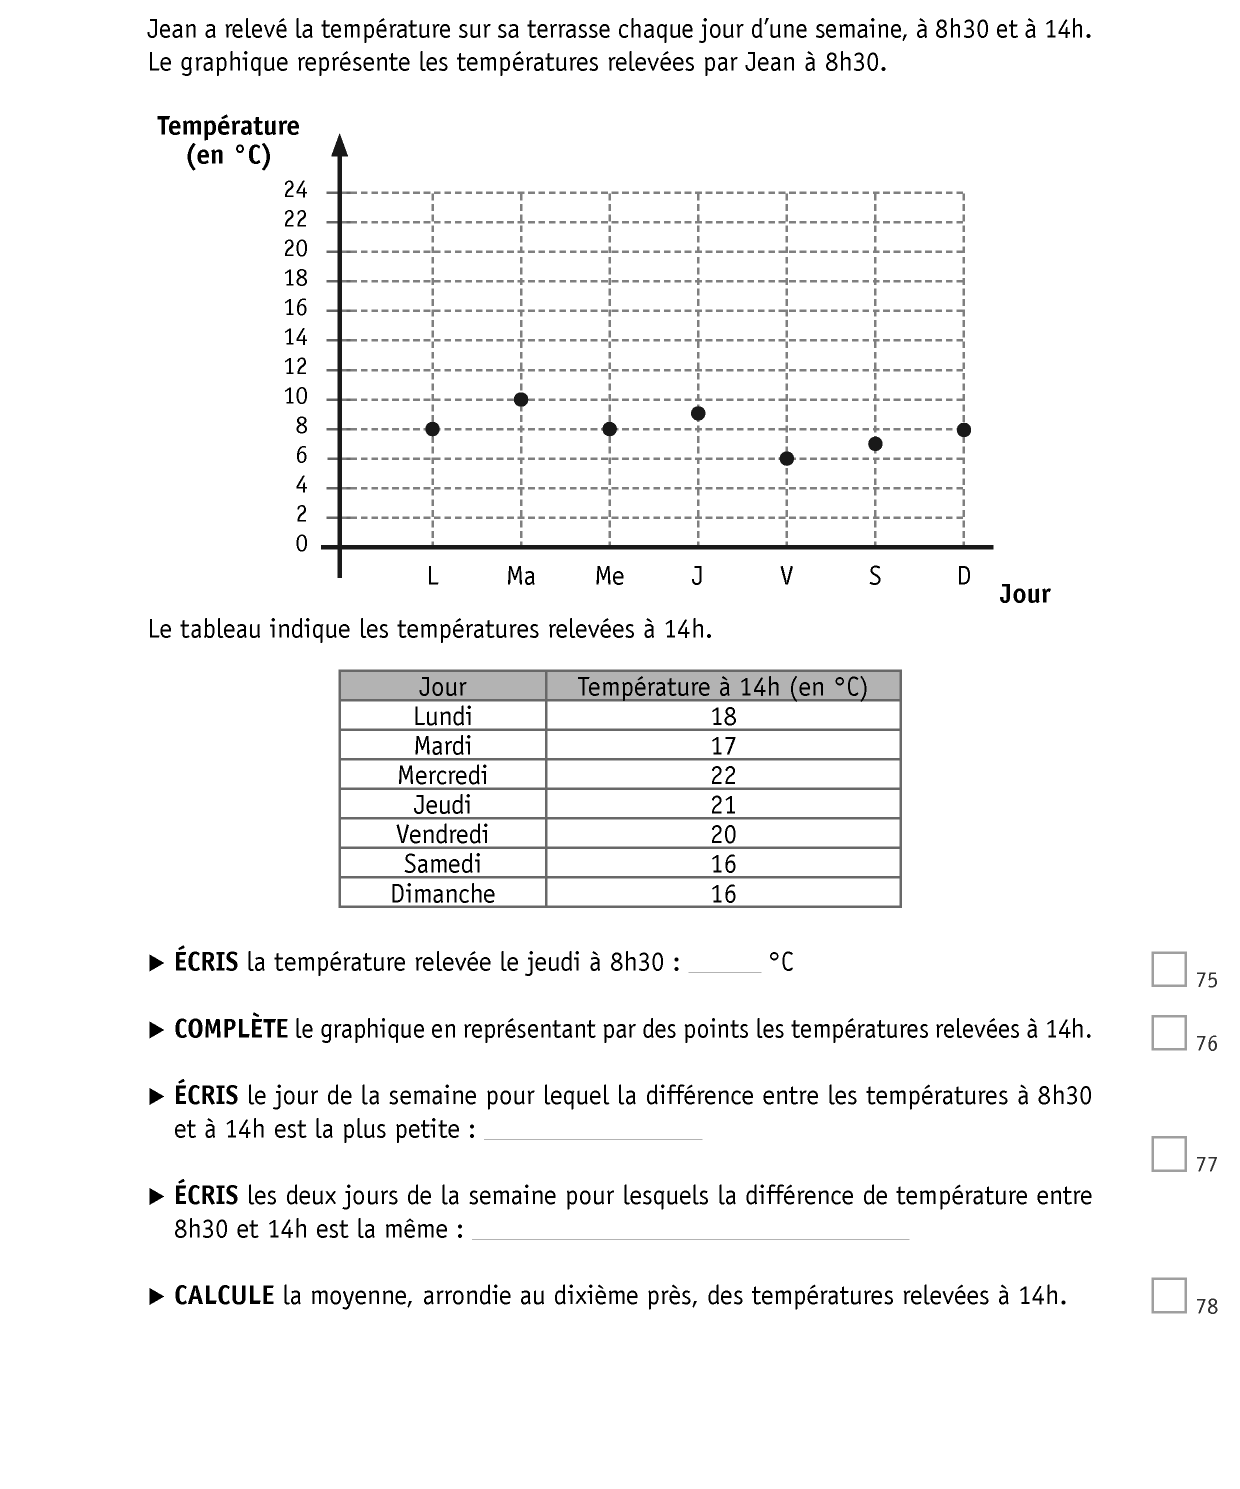 Jean a relevé la température sur sa terrasse chaque jour d’une semaine, à 8h30 et à 14h.
Le graphique représente les températures relevées par Jean à 8h30.
Température
(en °C)
24
22
20
18
16
14
12
10
8
6
4
2
0
L Ma Me J V S D
Jour
Le tableau indique les températures relevées à 14h.
Jour Température à 14h (en °C)
Lundi 18
Mardi 17
Mercredi 22
Jeudi 21
Vendredi 20
Samedi 16
Dimanche 16
▶ ÉCRIS la température relevée le jeudi à 8h30 : ______ °C
75
▶ COMPLÈTE le graphique en représentant par des points les températures relevées à 14h.
76
▶ ÉCRIS le jour de la semaine pour lequel la différence entre les températures à 8h30
et à 14h est la plus petite : __________________
77
▶ ÉCRIS les deux jours de la semaine pour lesquels la différence de température entre
8h30 et 14h est la même : ____________________________________
▶ CALCULE la moyenne, arrondie au dixième près, des températures relevées à 14h.
78